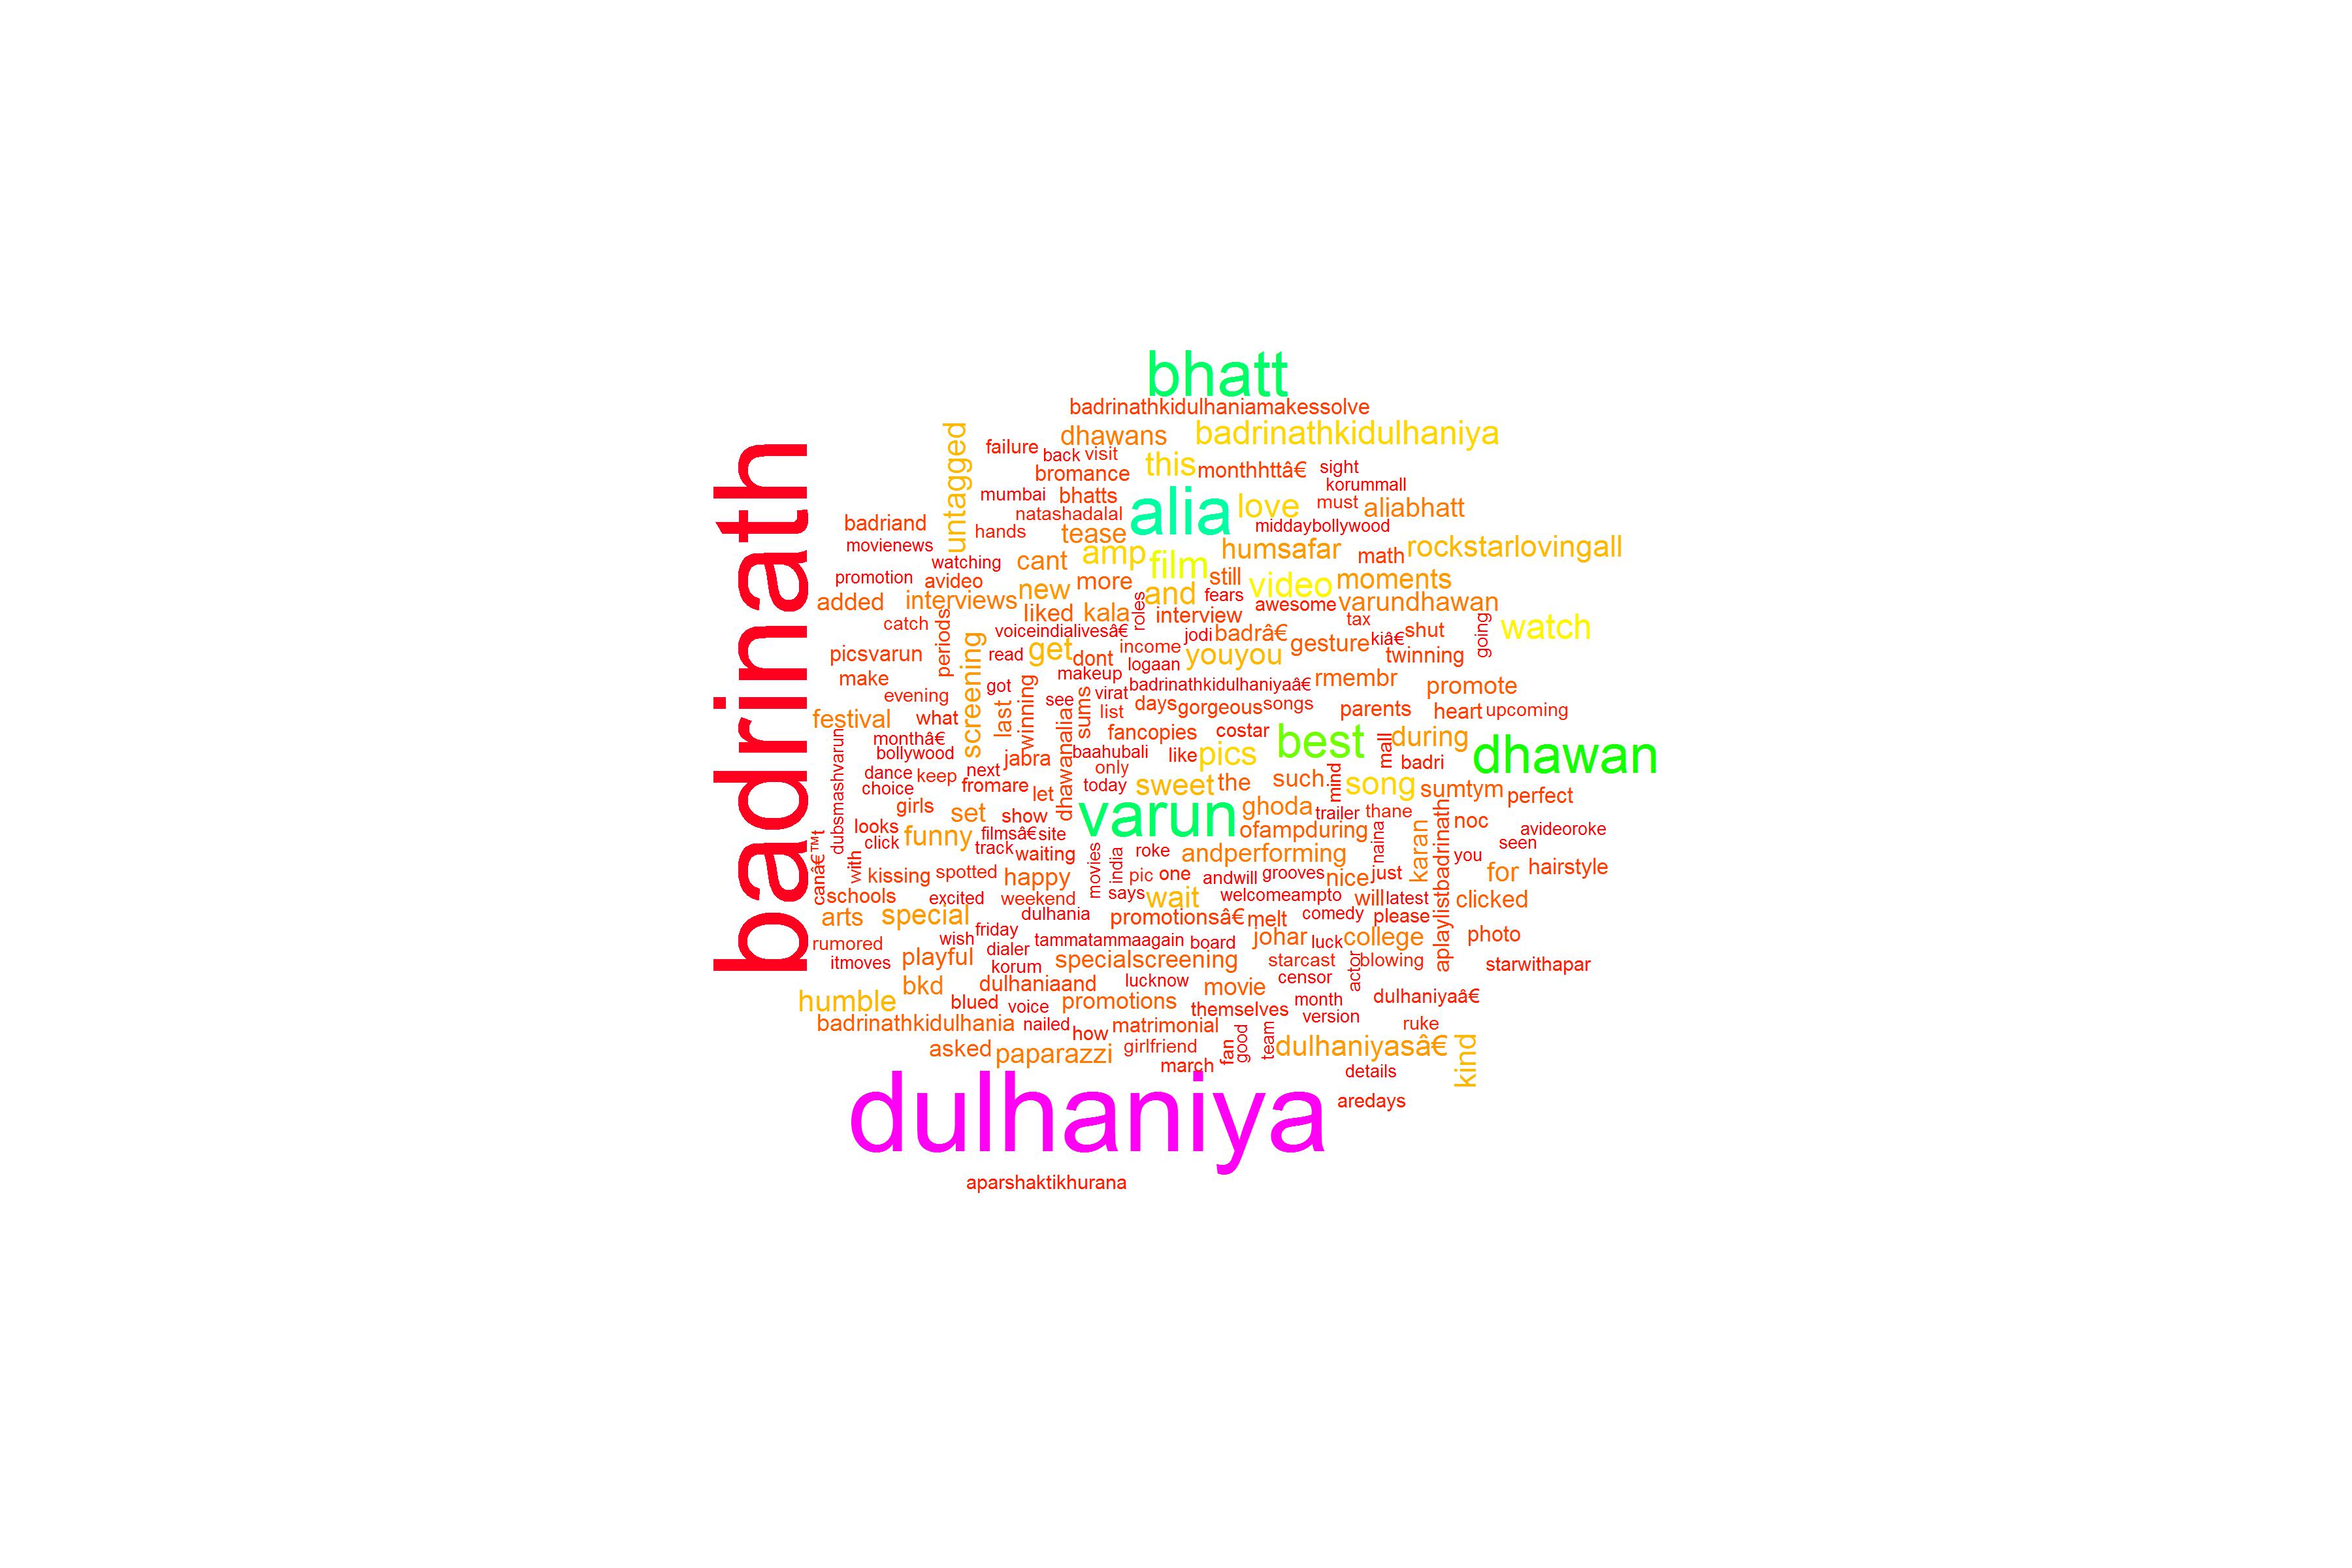 bhatt
badrinathkidulhaniamakessolve
untagged
failure
dhawans
badrinathkidulhaniya
back
visit
this
monthhttâ€
sight
bromance
korummall
badrinath
mumbai
bhatts
alia
love
must
aliabhatt
badriand
natashadalal
hands
tease
middaybollywood
movienews
watching
cant
amp
film
humsafar
math
rockstarlovingall
promotion
avideo
new
more
still
video
moments
added
interviews
and
fears
awesome
varundhawan
liked
kala
roles
interview
tax
catch
periods
voiceindialivesâ€
jodi
badrâ€
gesture
kiâ€
shut
going
watch
picsvarun
screening
read
get
dont
income
logaan
youyou
twinning
make
makeup
badrinathkidulhaniyaâ€
rmembr
promote
evening
got
winning
see
sums
virat
list
days
gorgeous
songs
parents
heart
upcoming
festival
what
last
dhawanalia
fancopies
costar
best
mall
during
dhawan
monthâ€
bollywood
dubsmashvarun
jabra
baahubali
like
pics
badri
dance
keep
next
only
choice
fromare
let
today
sweet
the
such
mind
song
sumtym
perfect
girls
set
show
varun
ghoda
trailer
thane
looks
funny
filmsâ€
site
ofampduring
karan
aplaylistbadrinath
noc
avideoroke
canâ€™t
click
track
waiting
movies
india
roke
andperforming
naina
you
seen
with
kissing
spotted
happy
pic
one
andwill
grooves
nice
just
for
hairstyle
schools
excited
weekend
says
wait
welcomeampto
will
latest
clicked
arts
special
dulhania
promotionsâ€
melt
comedy
please
rumored
wish
friday
tammatammaagain
board
johar
luck
college
photo
itmoves
playful
dialer
korum
specialscreening
starcast
actor
blowing
starwithapar
humble
bkd
dulhaniaand
lucknow
movie
censor
blued
voice
promotions
themselves
month
dulhaniyaâ€
badrinathkidulhania
nailed
how
matrimonial
version
ruke
asked
paparazzi
girlfriend
fan
good
team
dulhaniyasâ€
kind
march
details
dulhaniya
aredays
aparshaktikhurana